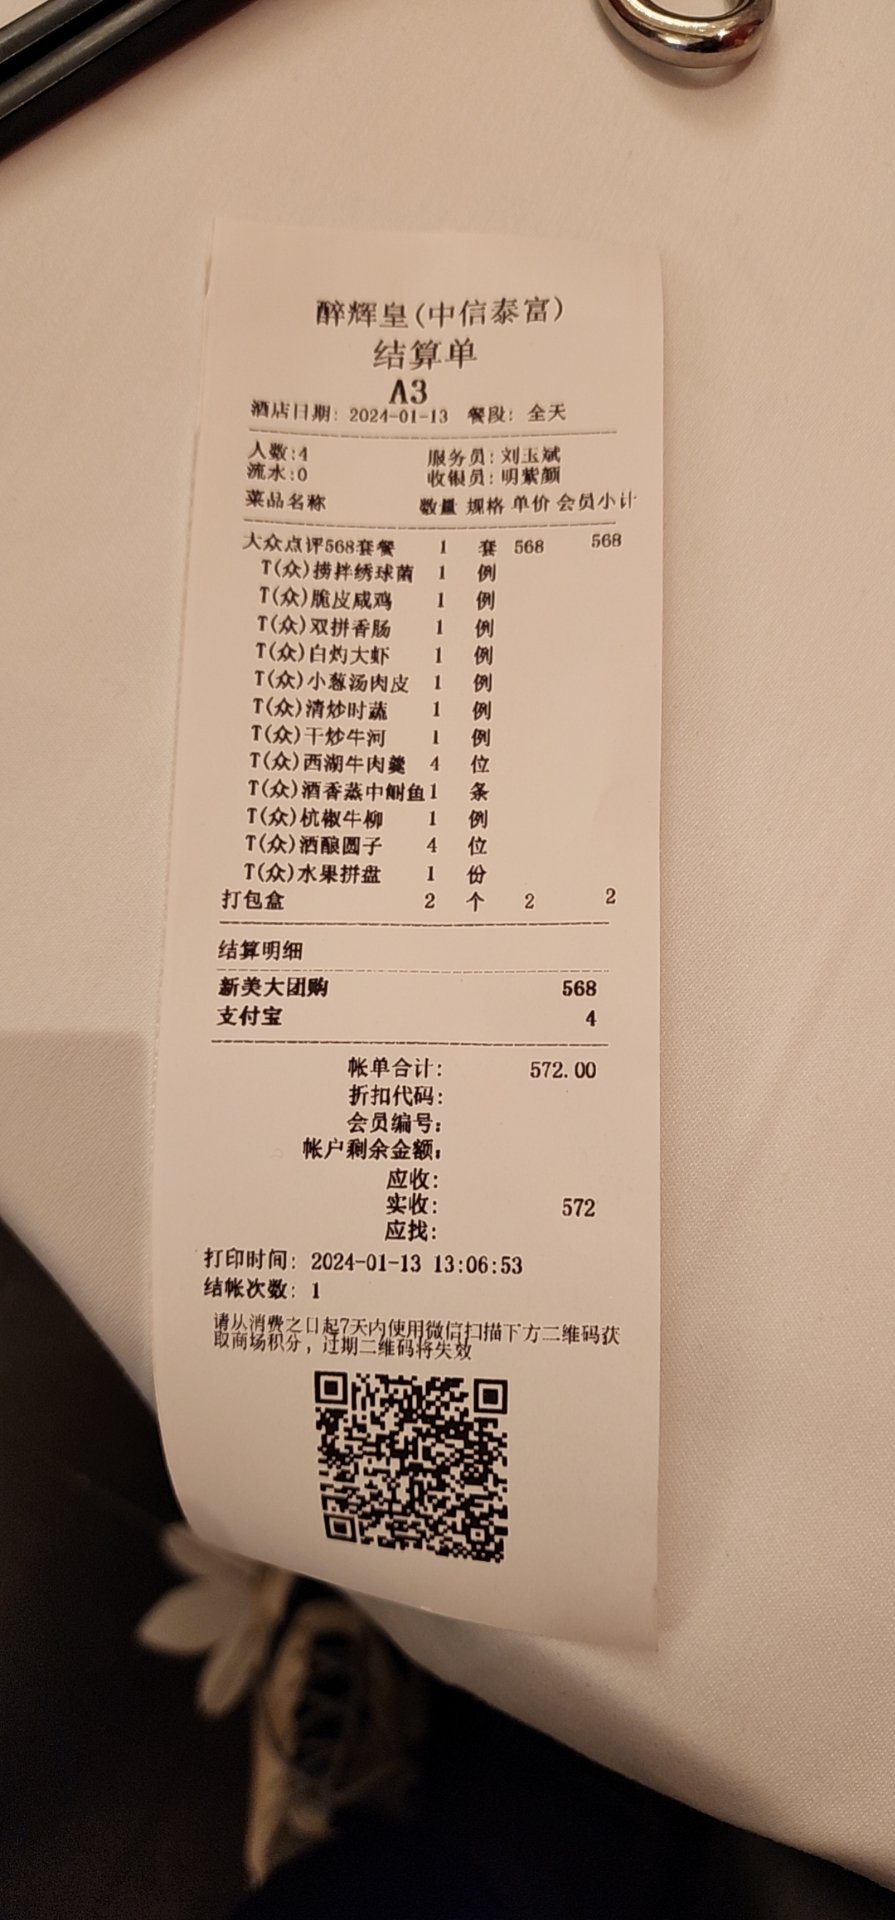 醉辉皇(中信泰富)
结算单
A3
酒店日期: 2024-01-13 餐段: 全天
人数:4 服务员:刘玉斌
流水:0 收银员:明紫颜
菜品名称 数量 规格 单价 会员小计
大众点评568套餐 1 套 568 568
T(众)捞拌绣球菌 1 例
T(众)脆皮咸鸡 1 例
T(众)双拼香肠 1 例
T(众)白灼大虾 1 例
T(众)小葱汤肉皮 1 例
T(众)清炒时蔬 1 例
T(众)干炒牛河 1 例
T(众)西湖牛肉羹 4 位
T(众)酒香蒸中鲥鱼1 条
T(众)杭椒牛柳 1 例
T(众)酒酿圆子 4 位
T(众)水果拼盘 1 份
打包盒 2 个 2 2
结算明细
新美大团购 568
支付宝 4
帐单合计: 572.00
折扣代码:
会员编号:
帐户剩余金额:
应收:
实收: 572
应找:
打印时间: 2024-01-13 13:06:53
结帐次数: 1
请从消费之日起7天内使用微信扫描下方二维码获
取商场积分，过期二维码将失效